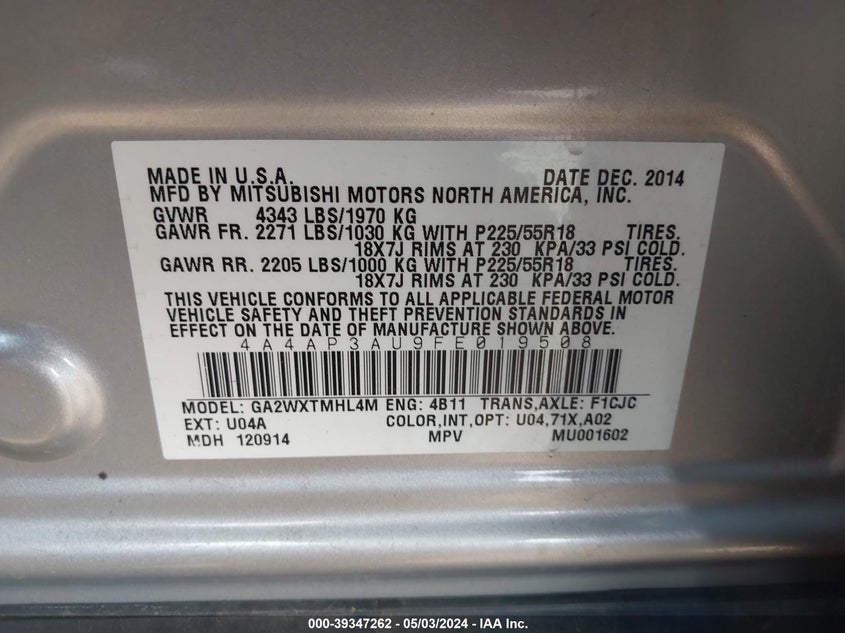 MADE IN U.S.A. DATE DEC. 2014
MFD BY MITSUBISHI MOTORS NORTH AMERICA, INC.
GVWR 4343 LBS/1970 KG
GAWR FR. 2271 LBS/1030 KG WITH P225/55R18 TIRES.
18X7J RIMS AT 230 KPA/33 PSI COLD.
GAWR RR. 2205 LBS/1000 KG WITH P225/55R18 TIRES.
18X7J RIMS AT 230 KPA/33 PSI COLD.
THIS VEHICLE CONFORMS TO ALL APPLICABLE FEDERAL MOTOR
VEHICLE SAFETY AND THEFT PREVENTION STANDARDS IN
EFFECT ON THE DATE OF MANUFACTURE SHOWN ABOVE.
4A4AP3AU9FE019508
MODEL: GA2WXTMHL4M ENG: 4B11 TRANS,AXLE: F1CJC
EXT: U04A COLOR,INT,OPT: U04,71X,A02
MDH 120914 MPV MU001602
000-39347262 - 05/03/2024 - IAA Inc.